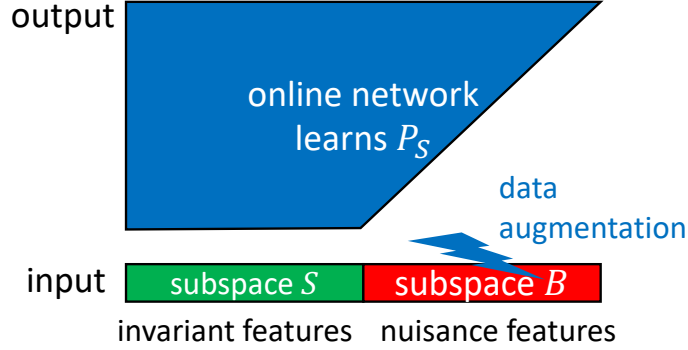 output
online network
learns P_S
data
augmentation
input
subspace S
subspace B
invariant features
nuisance features